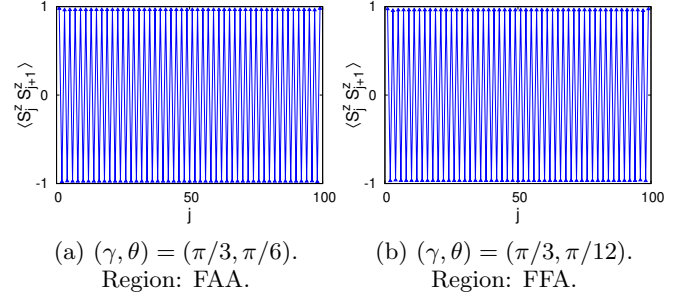 1
0
-1
⟨S^z_j S^z_{j+1}⟩
0 50 100
j
(a) (γ, θ) = (π/3, π/6).
Region: FAA.
1
0
-1
⟨S^z_j S^z_{j+1}⟩
0 50 100
j
(b) (γ, θ) = (π/3, π/12).
Region: FFA.